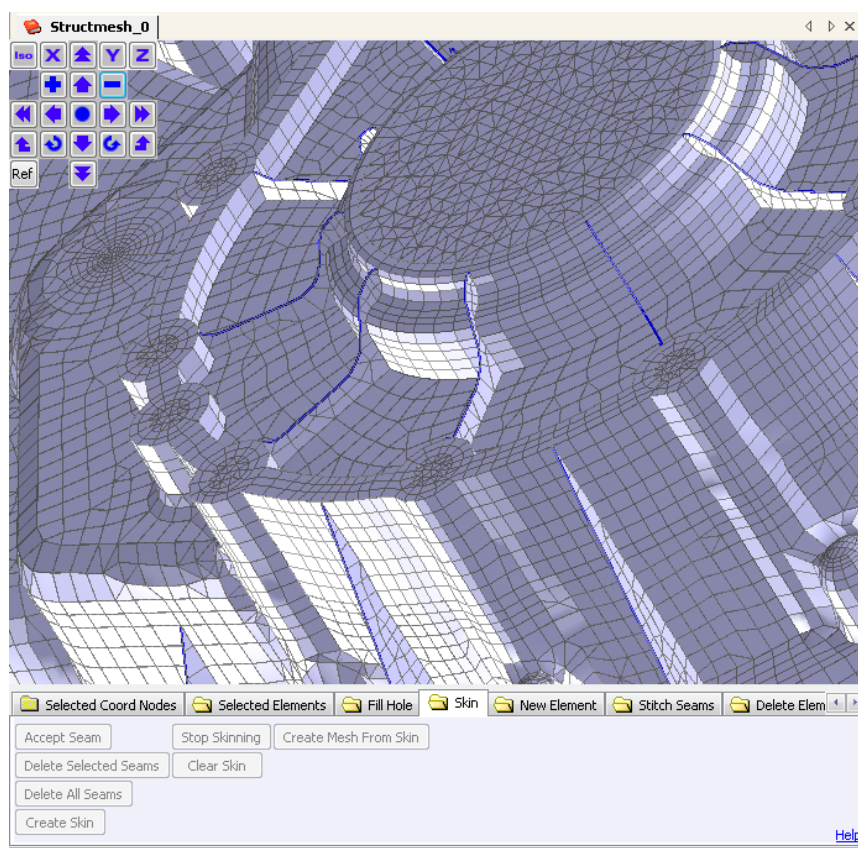 Structmesh_0
Iso X Y Z
Ref
Selected Coord Nodes Selected Elements Fill Hole Skin New Element Stitch Seams Delete Elem
Accept Seam Stop Skinning Create Mesh From Skin
Delete Selected Seams Clear Skin
Delete All Seams
Create Skin
Help